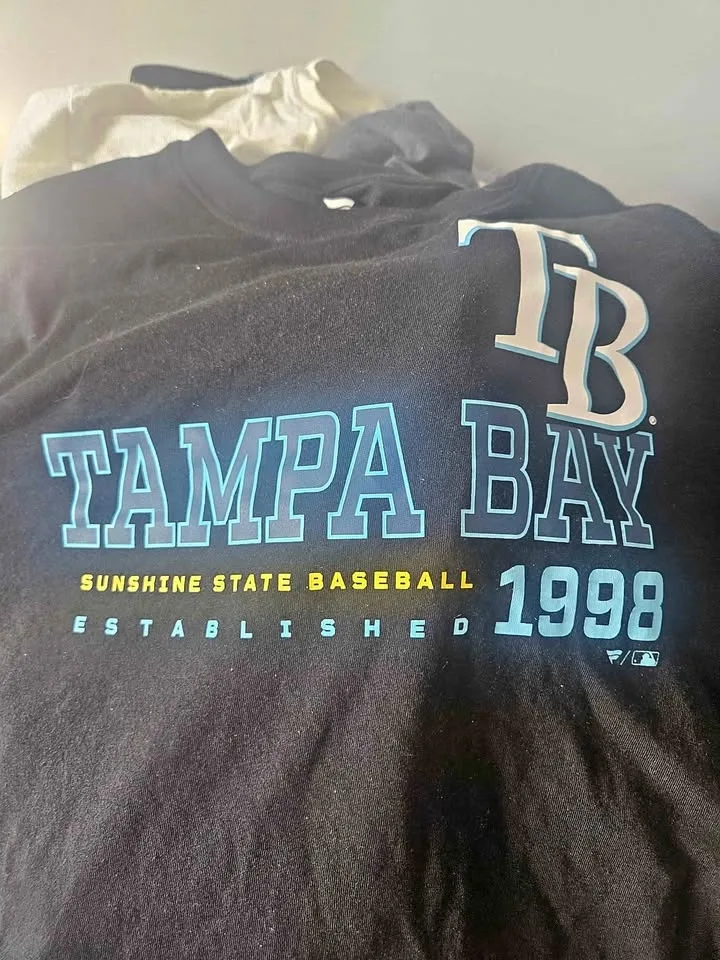 TB
TAMPA BAY
SUNSHINE STATE BASEBALL
ESTABLISHED 1998